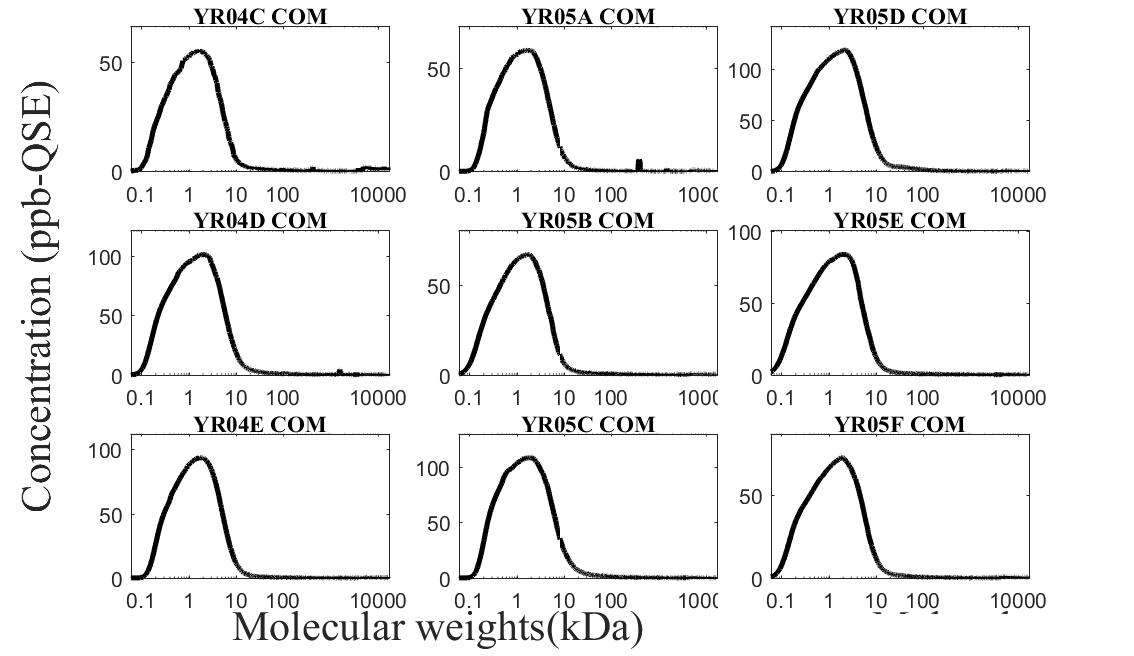 YR04C COM
YR05A COM
YR05D COM
50
0
0.1 1 10 100 10000
50
0
0.1 1 10 100 1000
100
50
0
0.1 1 10 100 10000
YR04D COM
YR05B COM
YR05E COM
100
50
0
0.1 1 10 100 10000
50
0
0.1 1 10 100 1000
100
50
0
0.1 1 10 100 10000
YR04E COM
YR05C COM
YR05F COM
100
50
0
0.1 1 10 100 10000
100
50
0
0.1 1 10 100 1000
50
0
0.1 1 10 100 10000
Concentration (ppb-QSE)
Molecular weights(kDa)